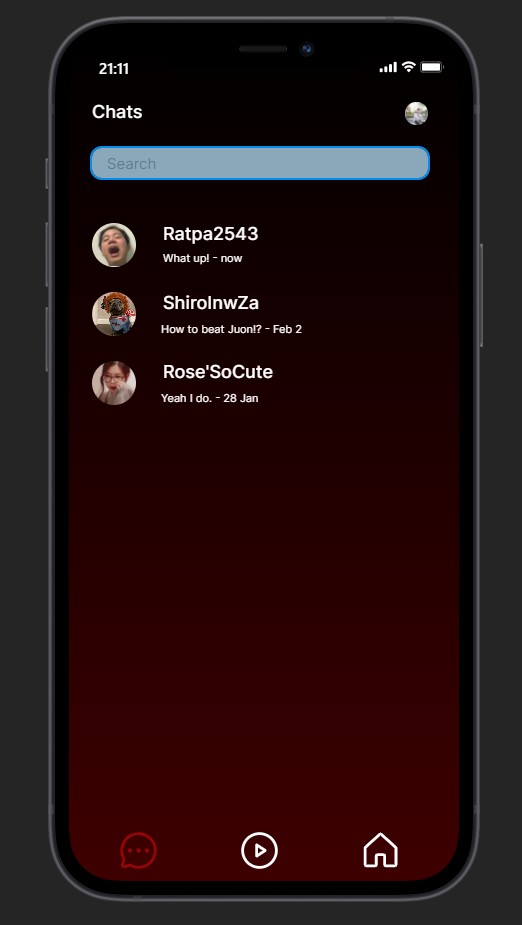 21:11
Chats
Search
Ratpa2543
What up! - now
ShiroInwZa
How to beat Juon!? - Feb 2
Rose'SoCute
Yeah I do. - 28 Jan